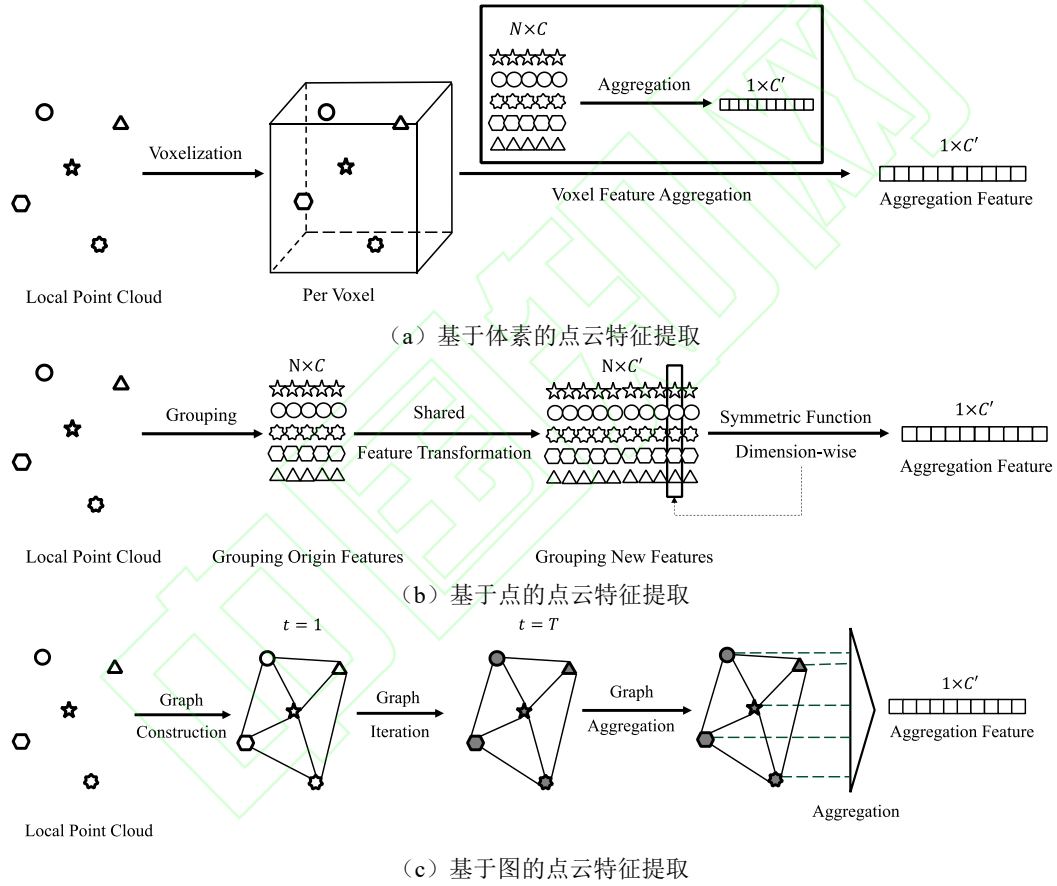 N×C
Aggregation
1×C′
Voxelization
1×C′
Voxel Feature Aggregation
Aggregation Feature
Local Point Cloud
Per Voxel
（a）基于体素的点云特征提取
N×C
N×C′
Grouping
Shared
Feature Transformation
Symmetric Function
Dimension-wise
1×C′
Aggregation Feature
Local Point Cloud
Grouping Origin Features
Grouping New Features
（b）基于点的点云特征提取
t = 1
t = T
Graph
Construction
Graph
Iteration
Graph
Aggregation
1×C′
Aggregation Feature
Aggregation
Local Point Cloud
（c）基于图的点云特征提取
中国知网